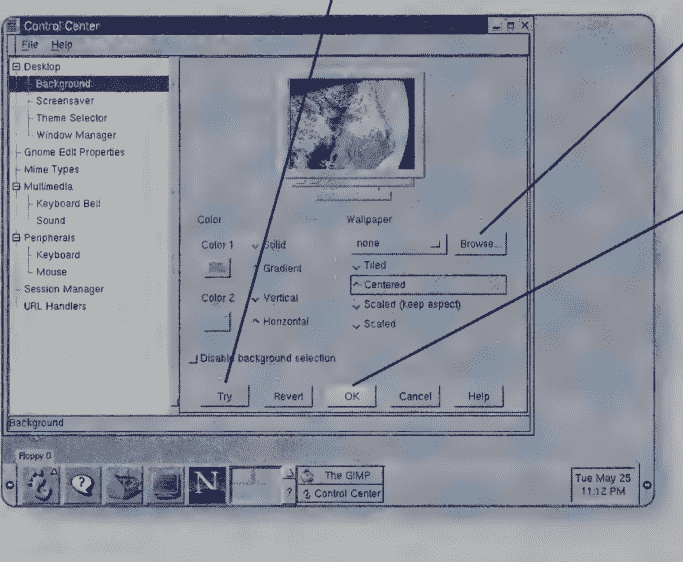 Control Center
File Help
Desktop
Background
Screensaver
Theme Selector
Window Manager
Gnome Edit Properties
Mime Types
Multimedia
Keyboard Bell
Sound
Peripherals
Keyboard
Mouse
Session Manager
URL Handlers
Color
Wallpaper
Color 1
Solid
Gradient
Color 2
Vertical
Horizontal
none
Browse...
Tiled
Centered
Scaled (keep aspect)
Scaled
Disable background selection
Try Revert OK Cancel Help
Background
Floppy 0
N
?
The GIMP
Control Center
Tue May 25
11:12 PM